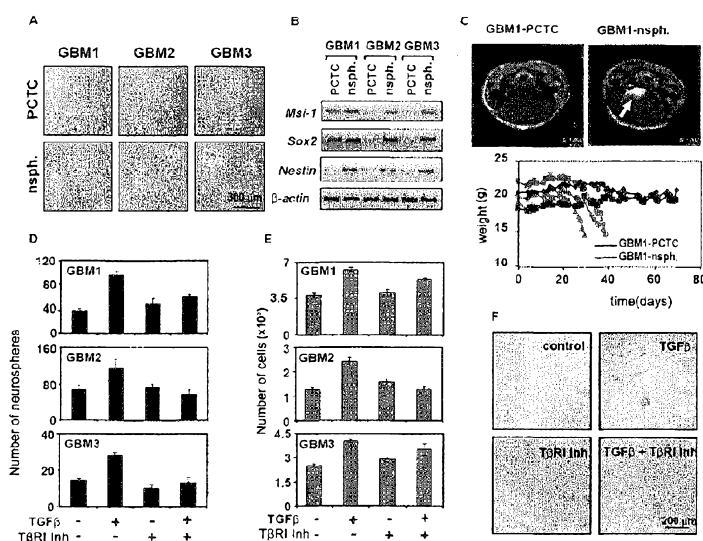 A
GBM1 GBM2 GBM3
PCTC
nsph.
300 µm
B
GBM1 GBM2 GBM3
PCTC nsph. PCTC nsph. PCTC nsph.
Msi-1
Sox2
Nestin
β-actin
C
GBM1-PCTC GBM1-nsph.
weight (g)
25
20
15
10
0 20 40 60 80
GBM1-PCTC
GBM1-nsph.
time(days)
D
Number of neurospheres
GBM1
120
80
40
0
GBM2
160
80
0
GBM3
40
20
0
TGFβ - + - +
TβRI Inh - - + +
E
Number of cells (x10⁵)
GBM1
7
3.5
0
GBM2
3
2
1
0
GBM3
4.5
3
1.5
0
TGFβ - + - +
TβRI Inh - - + +
F
control TGFβ
TβRI Inh TGFβ + TβRI Inh
200 µm